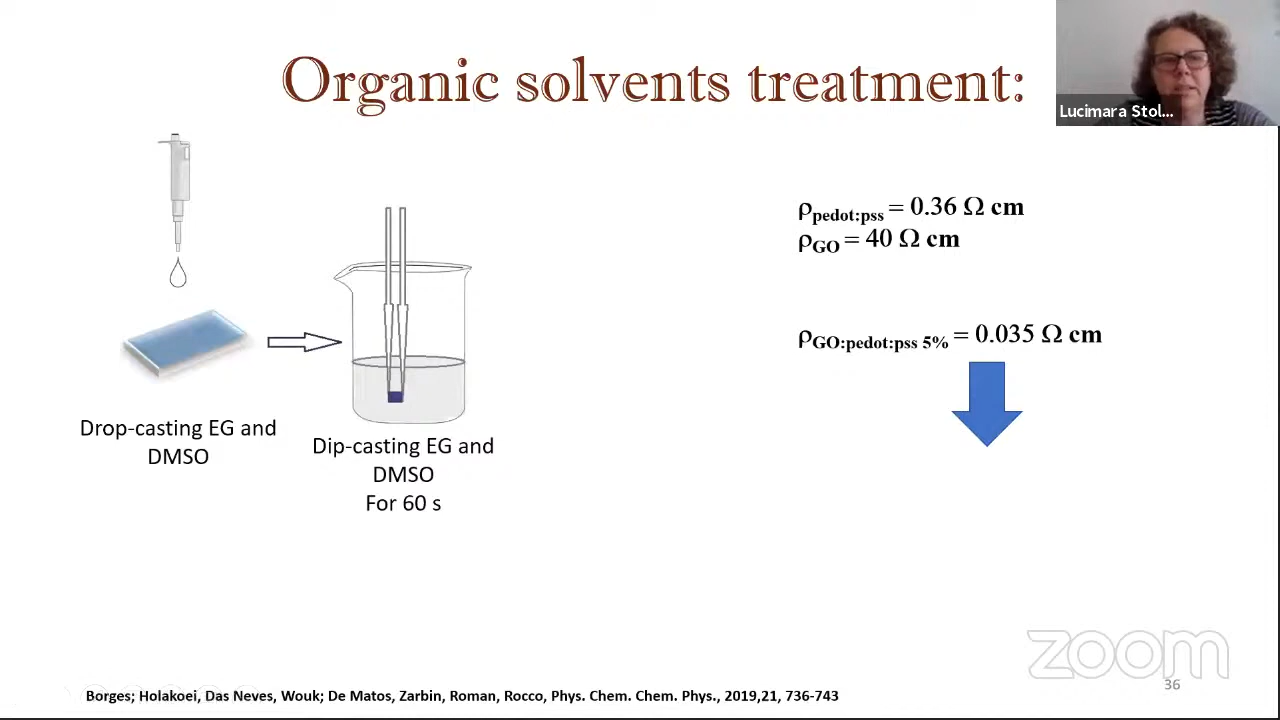 Organic solvents treatment:
Lucimara Stol...
ρpedot:pss = 0.36 Ω cm
ρGO = 40 Ω cm
ρGO:pedot:pss 5% = 0.035 Ω cm
Drop-casting EG and
DMSO
Dip-casting EG and
DMSO
For 60 s
zoom
36
Borges; Holakoei, Das Neves, Wouk; De Matos, Zarbin, Roman, Rocco, Phys. Chem. Chem. Phys., 2019,21, 736-743